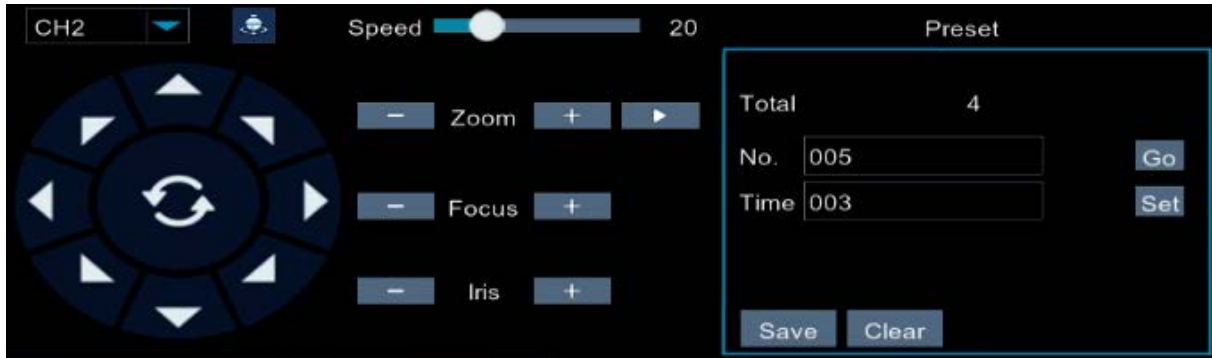 CH2 Speed 20 Preset
Total 4
Zoom
No. 005 Go
Focus Time 003 Set
Iris
Save Clear